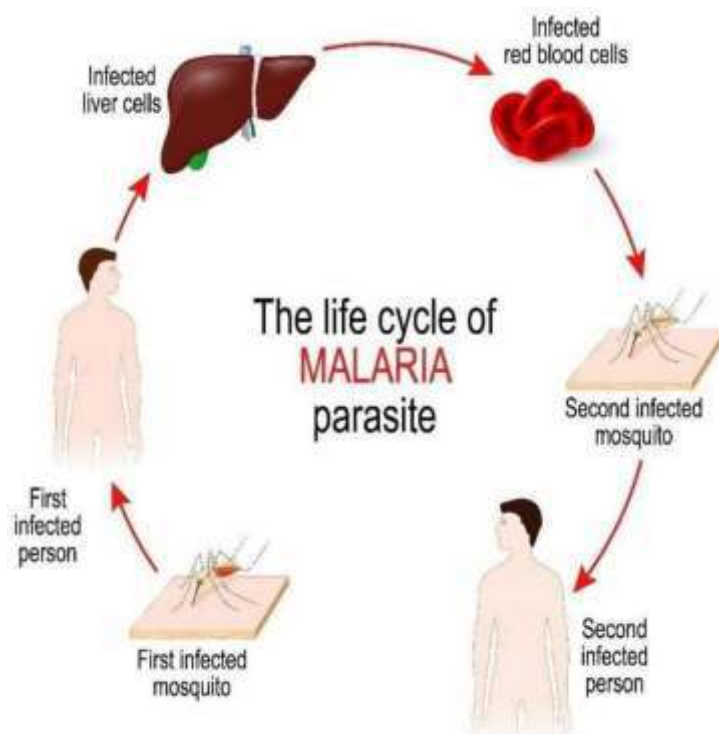 Infected
liver cells
Infected
red blood cells
The life cycle of
MALARIA
parasite
Second infected
mosquito
First
infected
person
First infected
mosquito
Second
infected
person